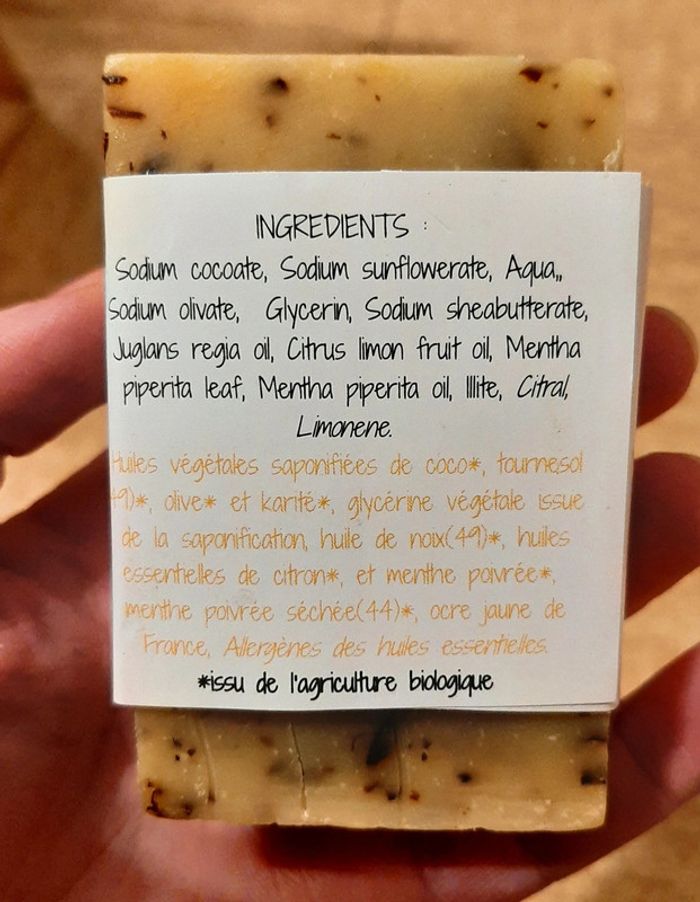 INGREDIENTS :
Sodium cocoate, Sodium sunflowerate, Aqua,,
Sodium olivate, Glycerin, Sodium sheabutterate,
Juglans regia oil, Citrus limon fruit oil, Mentha
piperita leaf, Mentha piperita oil, Illite, Citral,
Limonene.
Huiles végétales saponifiées de coco*, tournesol
49)*, olive* et karité*, glycérine végétale issue
de la saponification, huile de noix(49)*, huiles
essentielles de citron*, et menthe poivrée*,
menthe poivrée séchée(44)*, ocre jaune de
France, Allergènes des huiles essentielles.
*issu de l'agriculture biologique